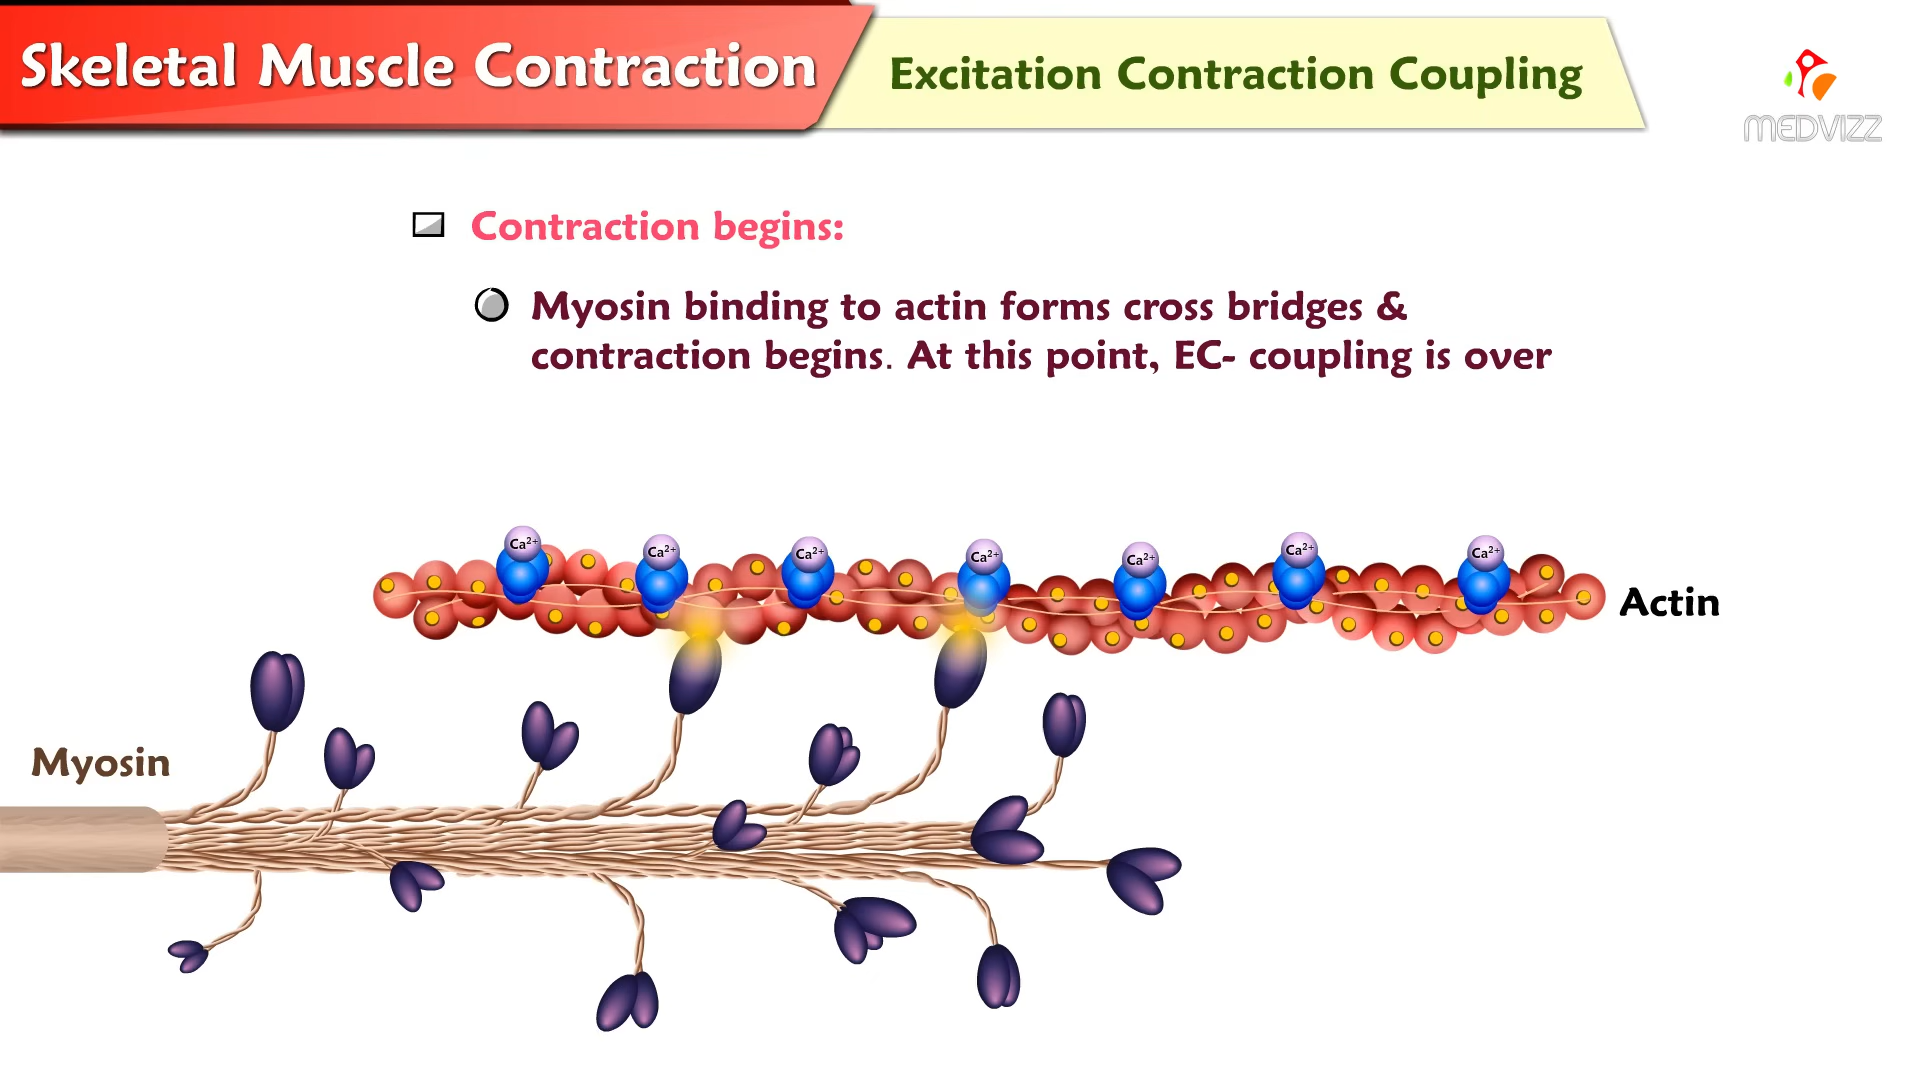 Skeletal Muscle Contraction
Excitation Contraction Coupling
MEDVIZZ
Contraction begins:
Myosin binding to actin forms cross bridges &
contraction begins. At this point, EC- coupling is over
Ca²⁺
Ca²⁺
Ca²⁺
Ca²⁺
Ca²⁺
Ca²⁺
Ca²⁺
Actin
Myosin